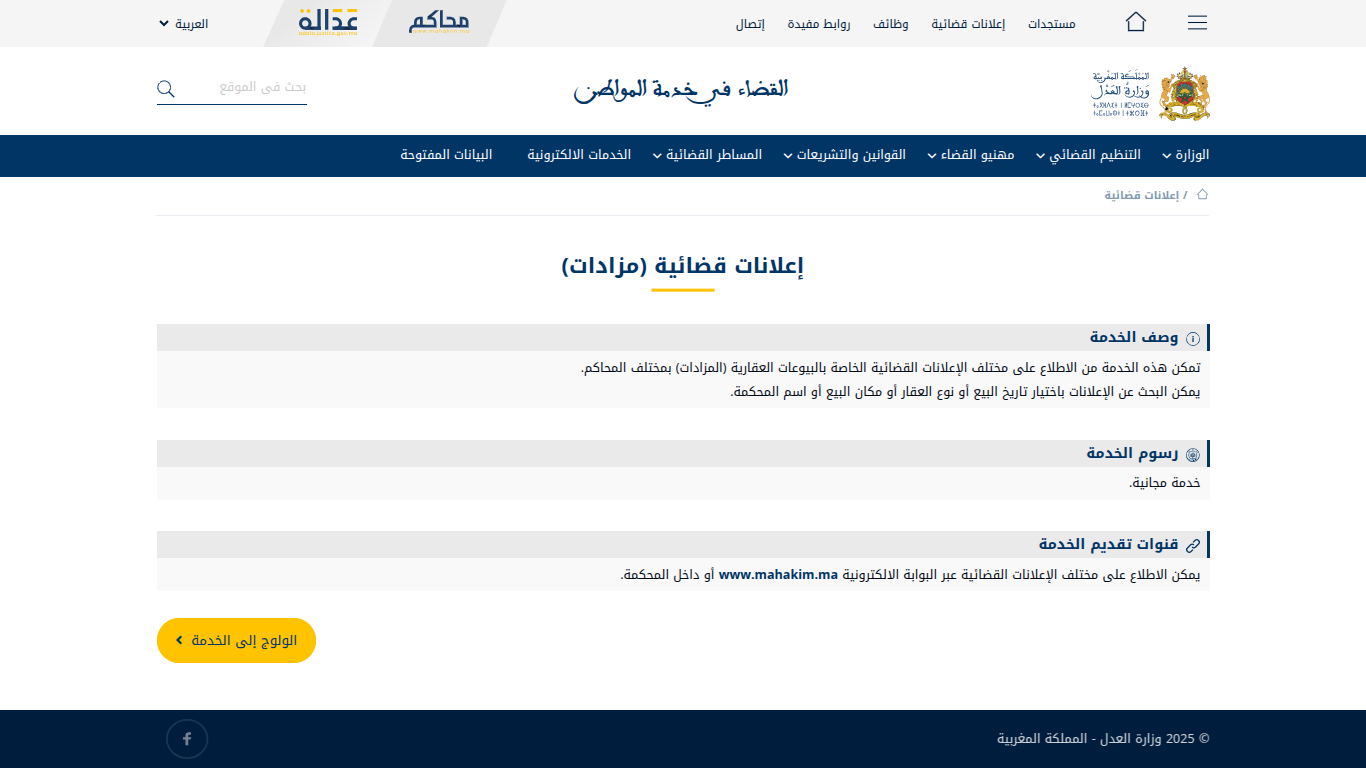 مستجدات
إعلانات قضائية
وظائف
روابط مفيدة
إتصال
محاكم
www.mahakim.ma
عدالة
adala.justice.gov.ma
العربية
المملكة المغربية
وزارة العدل
القضاء في خدمة المواطن
بحث في الموقع
الوزارة
التنظيم القضائي
مهنيو القضاء
القوانين والتشريعات
المساطر القضائية
الخدمات الالكترونية
البيانات المفتوحة
/ إعلانات قضائية
إعلانات قضائية (مزادات)
وصف الخدمة
تمكن هذه الخدمة من الاطلاع على مختلف الإعلانات القضائية الخاصة بالبيوعات العقارية (المزادات) بمختلف المحاكم.
يمكن البحث عن الإعلانات باختيار تاريخ البيع أو نوع العقار أو مكان البيع أو اسم المحكمة.
رسوم الخدمة
خدمة مجانية.
قنوات تقديم الخدمة
يمكن الاطلاع على مختلف الإعلانات القضائية عبر البوابة الالكترونية www.mahakim.ma أو داخل المحكمة.
الولوج إلى الخدمة
© 2025 وزارة العدل - المملكة المغربية